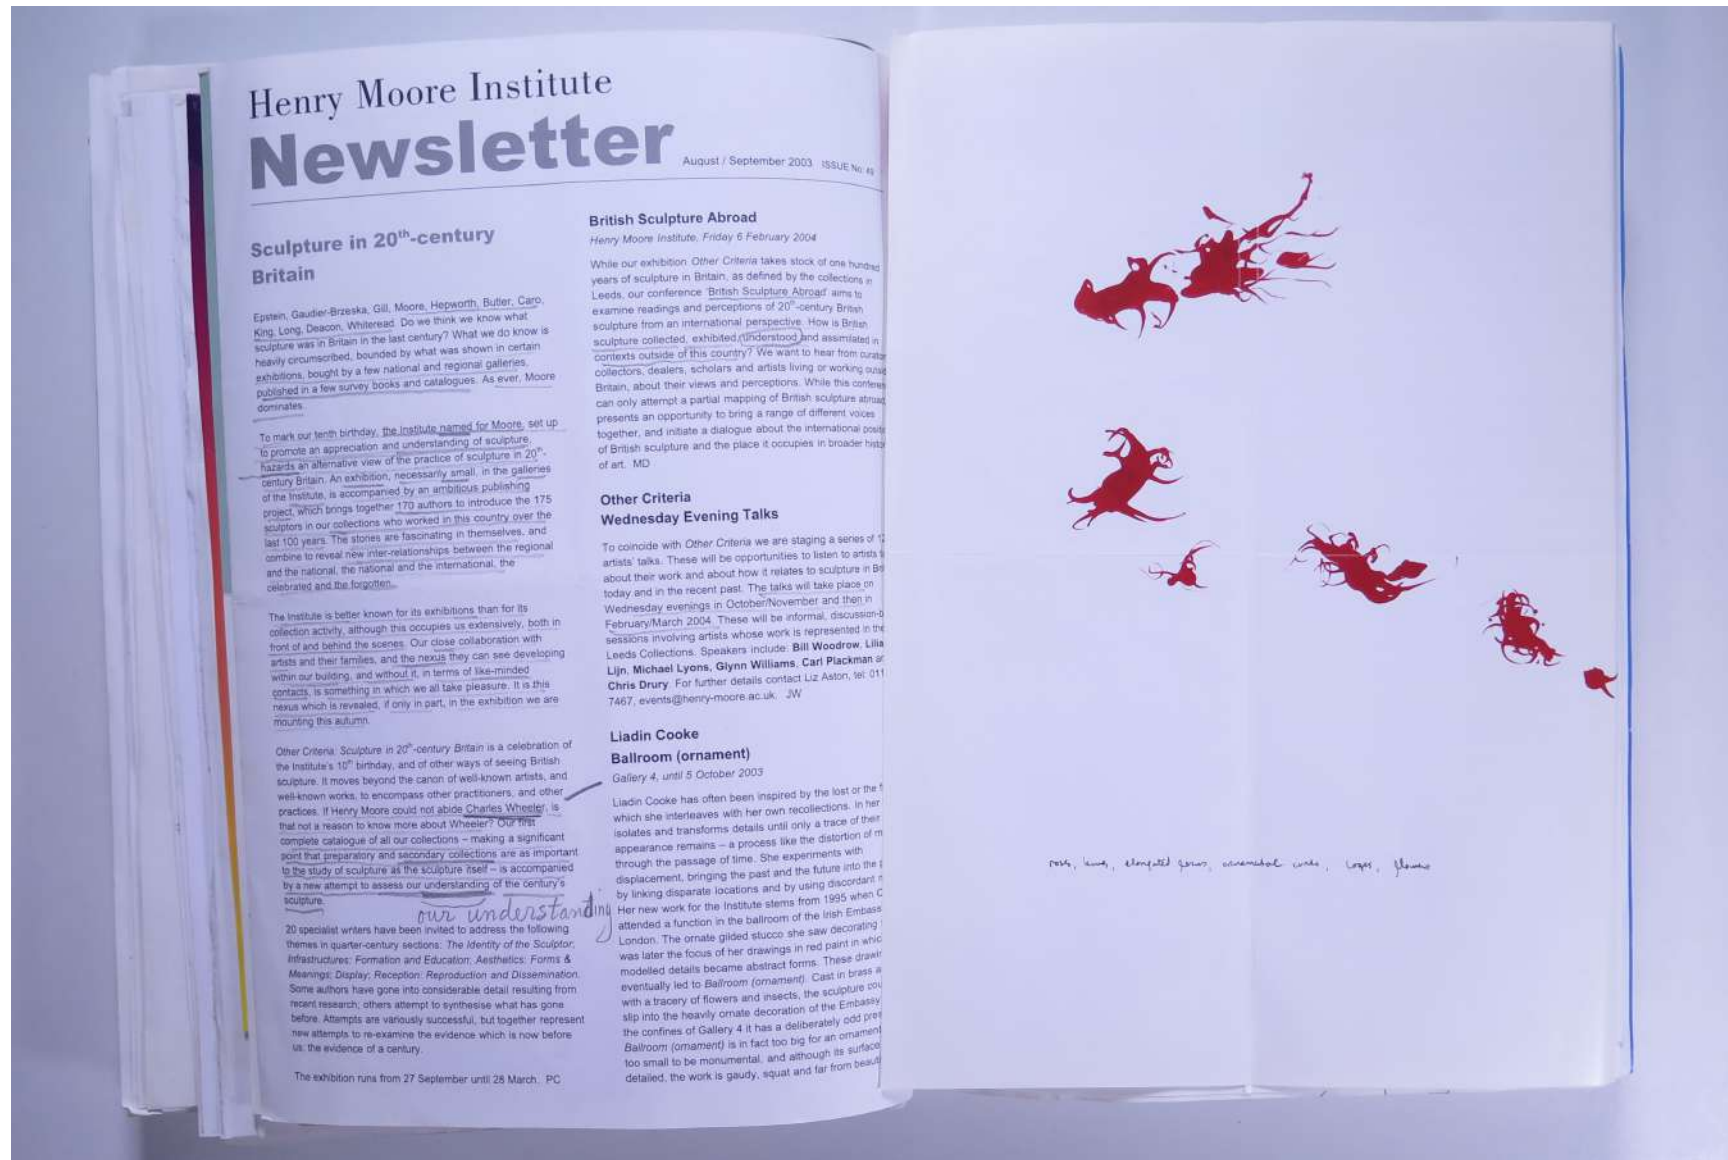 Henry Moore Institute
Newsletter
August / September 2003 ISSUE No: 49
Sculpture in 20th-century
Britain
Epstein, Gaudier-Brzeska, Gill, Moore, Hepworth, Butler, Caro,
King, Long, Deacon, Whiteread. Do we think we know what
sculpture was in Britain in the last century? What we do know is
heavily circumscribed, bounded by what was shown in certain
exhibitions, bought by a few national and regional galleries,
published in a few survey books and catalogues. As ever, Moore
dominates.
To mark our tenth birthday, the Institute named for Moore, set up
to promote an appreciation and understanding of sculpture,
hazards an alternative view of the practice of sculpture in 20th-
century Britain. An exhibition, necessarily small, in the galleries
of the Institute, is accompanied by an ambitious publishing
project, which brings together 170 authors to introduce the 175
sculptors in our collections who worked in this country over the
last 100 years. The stories are fascinating in themselves, and
combine to reveal new inter-relationships between the regional
and the national, the national and the international, the
celebrated and the forgotten.
The Institute is better known for its exhibitions than for its
collection activity, although this occupies us extensively, both in
front of and behind the scenes. Our close collaboration with
artists and their families, and the nexus they can see developing
within our building, and without it, in terms of like-minded
contacts, is something in which we all take pleasure. It is this
nexus which is revealed, if only in part, in the exhibition we are
mounting this autumn.
Other Criteria: Sculpture in 20th-century Britain is a celebration of
the Institute's 10th birthday, and of other ways of seeing British
sculpture. It moves beyond the canon of well-known artists, and
well-known works, to encompass other practitioners, and other
practices. If Henry Moore could not abide Charles Wheeler, is
that not a reason to know more about Wheeler? Our first
complete catalogue of all our collections – making a significant
point that preparatory and secondary collections are as important
to the study of sculpture as the sculpture itself – is accompanied
by a new attempt to assess our understanding of the century's
sculpture.
our understanding
20 specialist writers have been invited to address the following
themes in quarter-century sections: The Identity of the Sculptor;
Infrastructures: Formation and Education; Aesthetics: Forms &
Meanings; Display; Reception: Reproduction and Dissemination.
Some authors have gone into considerable detail resulting from
recent research; others attempt to synthesise what has gone
before. Attempts are variously successful, but together represent
new attempts to re-examine the evidence which is now before
us: the evidence of a century.
The exhibition runs from 27 September until 28 March. PC
British Sculpture Abroad
Henry Moore Institute, Friday 6 February 2004
While our exhibition Other Criteria takes stock of one hundred
years of sculpture in Britain, as defined by the collections in
Leeds, our conference 'British Sculpture Abroad' aims to
examine readings and perceptions of 20th-century British
sculpture from an international perspective. How is British
sculpture collected, exhibited, understood and assimilated in
contexts outside of this country? We want to hear from
collectors, dealers, scholars and artists living or working
Britain, about their views and perceptions. While this
can only attempt a partial mapping of British sculpture
presents an opportunity to bring a range of different voices
together, and initiate a dialogue about the international
of British sculpture and the place it occupies in broader
of art. MD
Other Criteria
Wednesday Evening Talks
To coincide with Other Criteria we are staging a series of
artists' talks. These will be opportunities to listen to artists
about their work and about how it relates to sculpture in
today and in the recent past. The talks will take place on
Wednesday evenings in October/November and then in
February/March 2004. These will be informal,
sessions involving artists whose work is represented in the
Leeds Collections. Speakers include: Bill Woodrow,
Lijn, Michael Lyons, Glynn Williams, Carl Plackman
Chris Drury. For further details contact Liz Aston, tel: 011
7467, events@henry-moore.ac.uk. JW
Liadin Cooke
Ballroom (ornament)
Gallery 4, until 5 October 2003
Liadin Cooke has often been inspired by the lost or the
which she interleaves with her own recollections. In her
isolates and transforms details until only a trace of their
appearance remains – a process like the distortion of
through the passage of time. She experiments with
displacement, bringing the past and the future into the
by linking disparate locations and by using discordant
Her new work for the Institute stems from 1995 when
attended a function in the ballroom of the Irish
London. The ornate gilded stucco she saw decorating
was later the focus of her drawings in red paint in
modelled details became abstract forms. These
eventually led to Ballroom (ornament). Cast in brass
with a tracery of flowers and insects, the sculpture
slip into the heavily ornate decoration of the Embassy
the confines of Gallery 4 it has a deliberately odd
Ballroom (ornament) is in fact too big for an ornament
too small to be monumental, and although its surface
detailed, the work is gaudy, squat and far from
elongated forms, ornamental